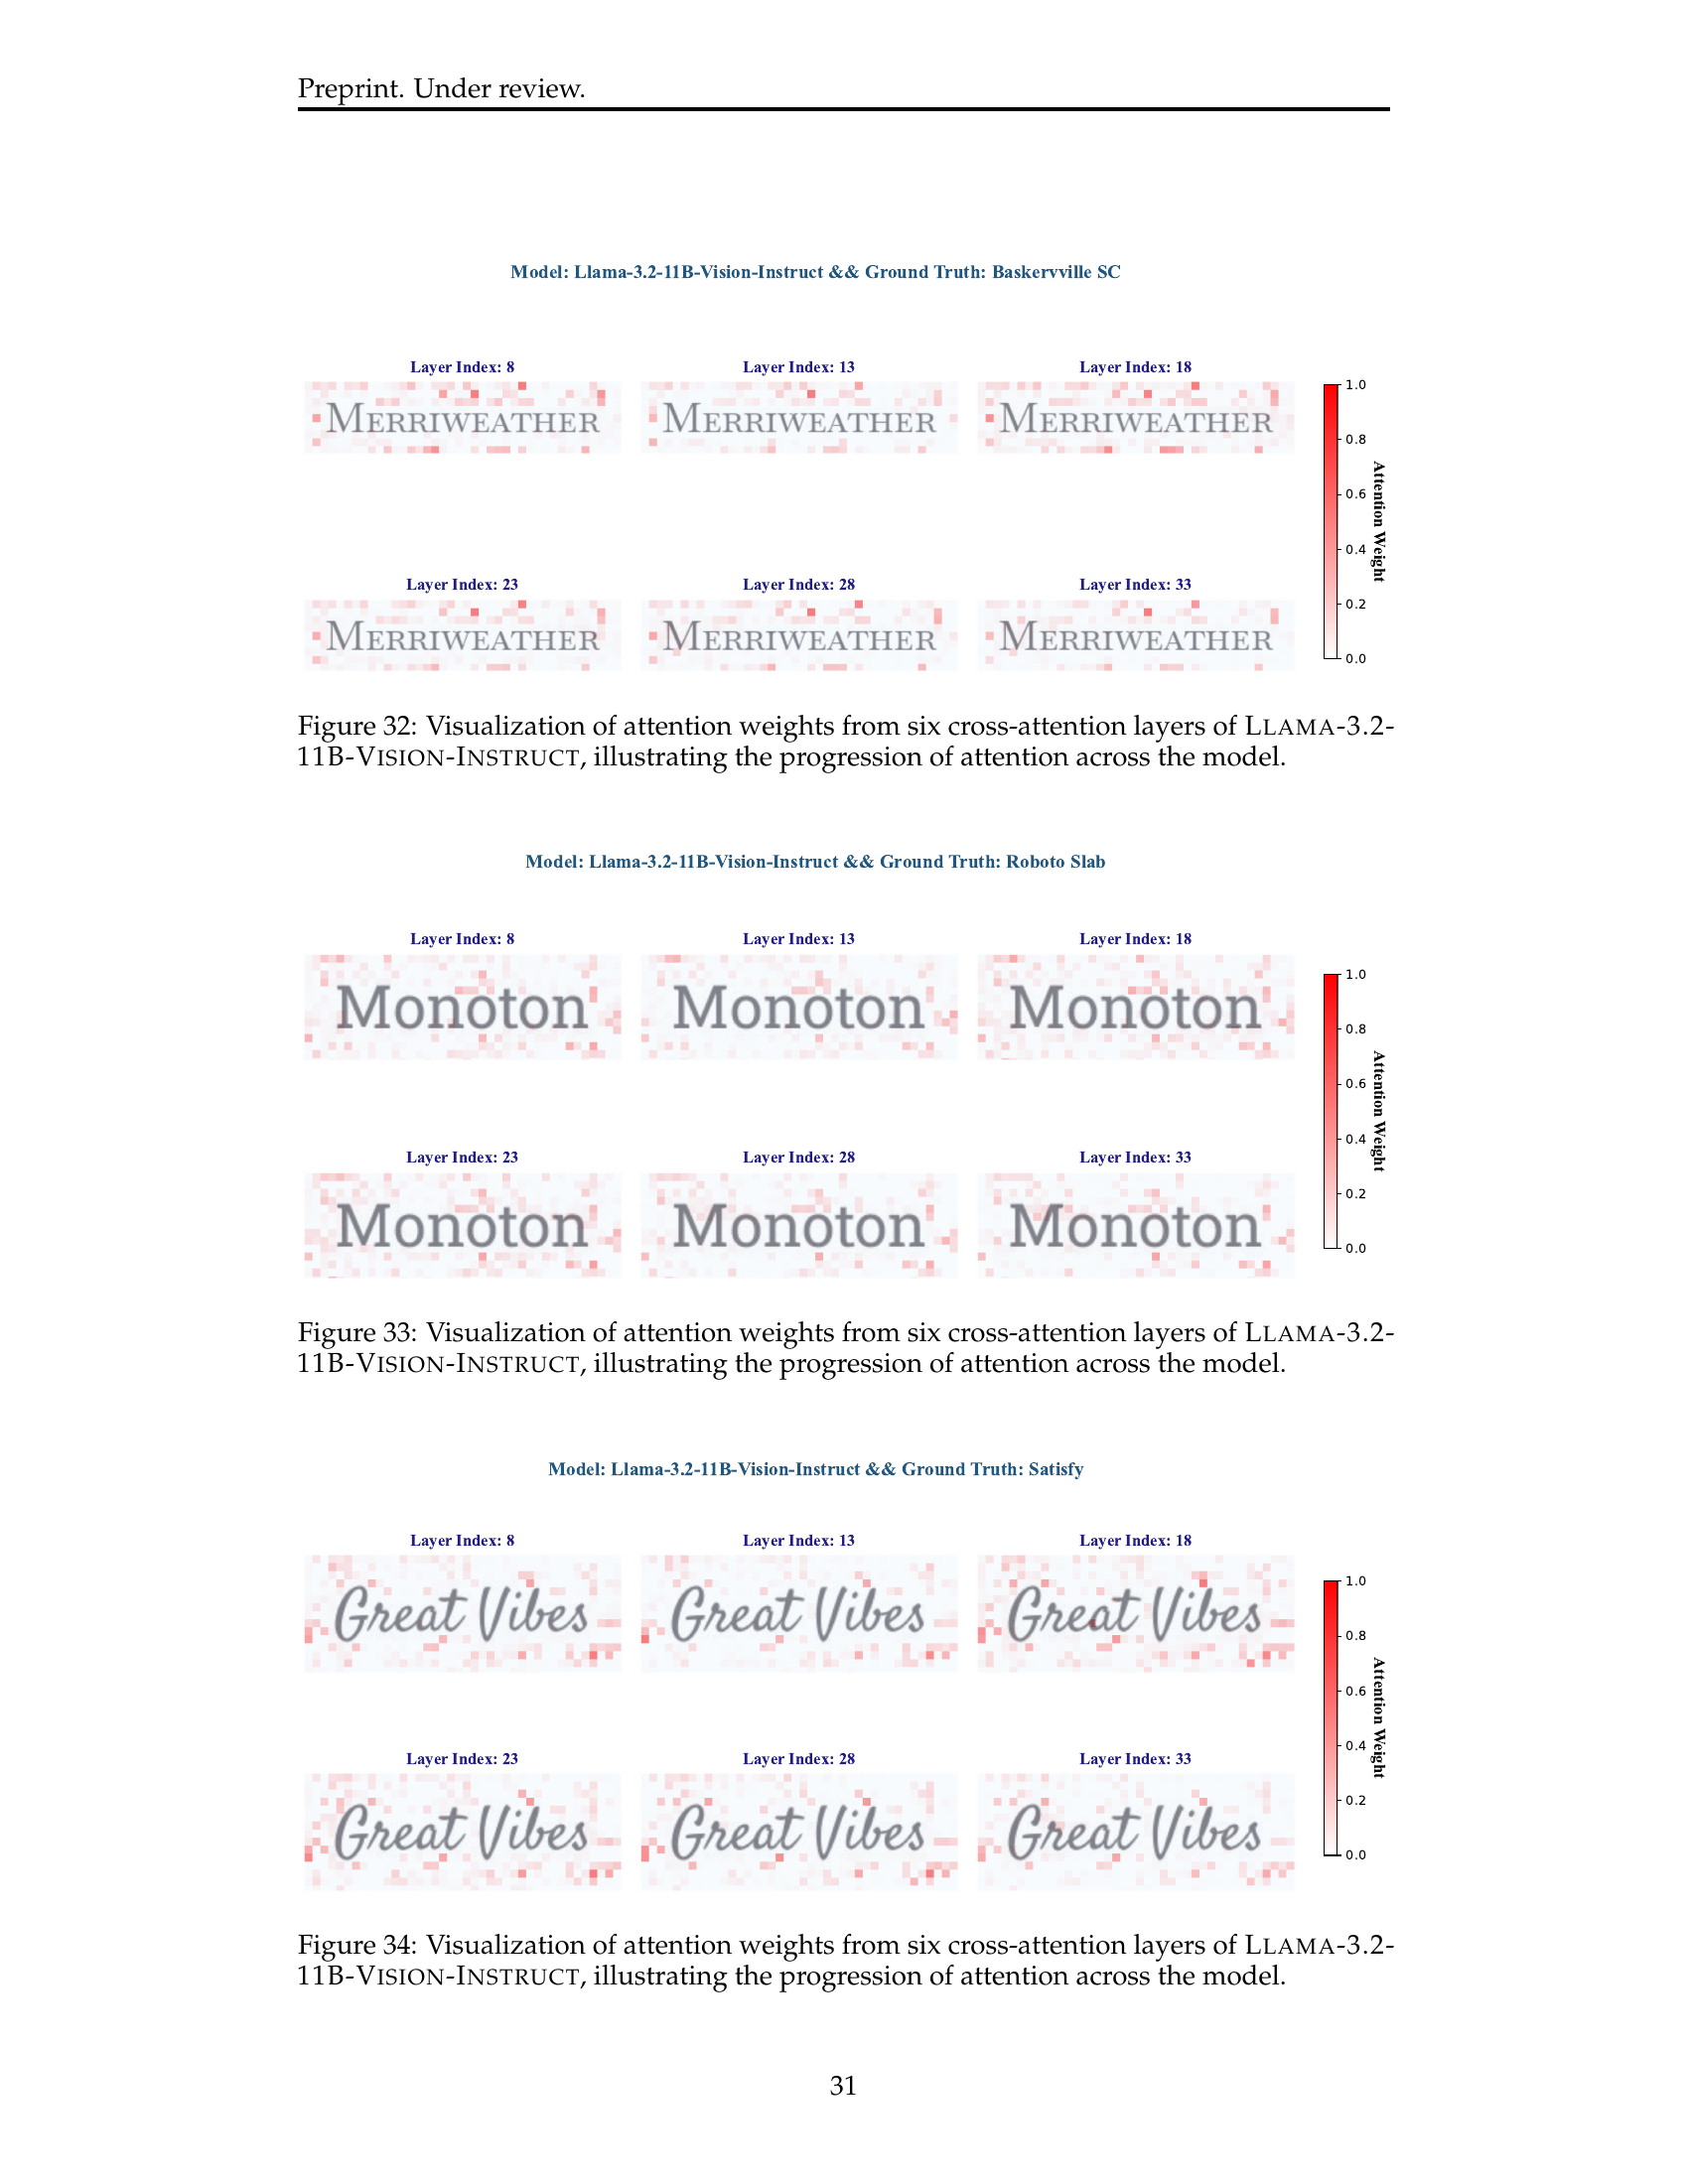 Preprint. Under review.
Model: Llama-3.2-11B-Vision-Instruct && Ground Truth: Baskervville SC
Layer Index: 8
Layer Index: 13
Layer Index: 18
MERRIWEATHER
MERRIWEATHER
MERRIWEATHER
Layer Index: 23
Layer Index: 28
Layer Index: 33
MERRIWEATHER
MERRIWEATHER
MERRIWEATHER
1.0
0.8
0.6
0.4
0.2
0.0
Attention Weight
Figure 32: Visualization of attention weights from six cross-attention layers of LLAMA-3.2-
11B-VISION-INSTRUCT, illustrating the progression of attention across the model.
Model: Llama-3.2-11B-Vision-Instruct && Ground Truth: Roboto Slab
Layer Index: 8
Layer Index: 13
Layer Index: 18
Monoton
Monoton
Monoton
Layer Index: 23
Layer Index: 28
Layer Index: 33
Monoton
Monoton
Monoton
1.0
0.8
0.6
0.4
0.2
0.0
Attention Weight
Figure 33: Visualization of attention weights from six cross-attention layers of LLAMA-3.2-
11B-VISION-INSTRUCT, illustrating the progression of attention across the model.
Model: Llama-3.2-11B-Vision-Instruct && Ground Truth: Satisfy
Layer Index: 8
Layer Index: 13
Layer Index: 18
Great Vibes
Great Vibes
Great Vibes
Layer Index: 23
Layer Index: 28
Layer Index: 33
Great Vibes
Great Vibes
Great Vibes
1.0
0.8
0.6
0.4
0.2
0.0
Attention Weight
Figure 34: Visualization of attention weights from six cross-attention layers of LLAMA-3.2-
11B-VISION-INSTRUCT, illustrating the progression of attention across the model.
31